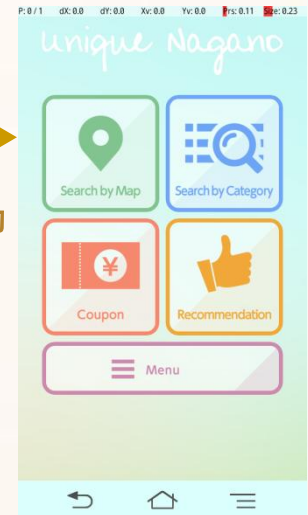 P: 0 / 1 dX: 0.0 dY: 0.0 Xv: 0.0 Yv: 0.0 Prs: 0.11 Size: 0.23
Unique Nagano
Search by Map Search by Category
¥
Coupon Recommendation
Menu